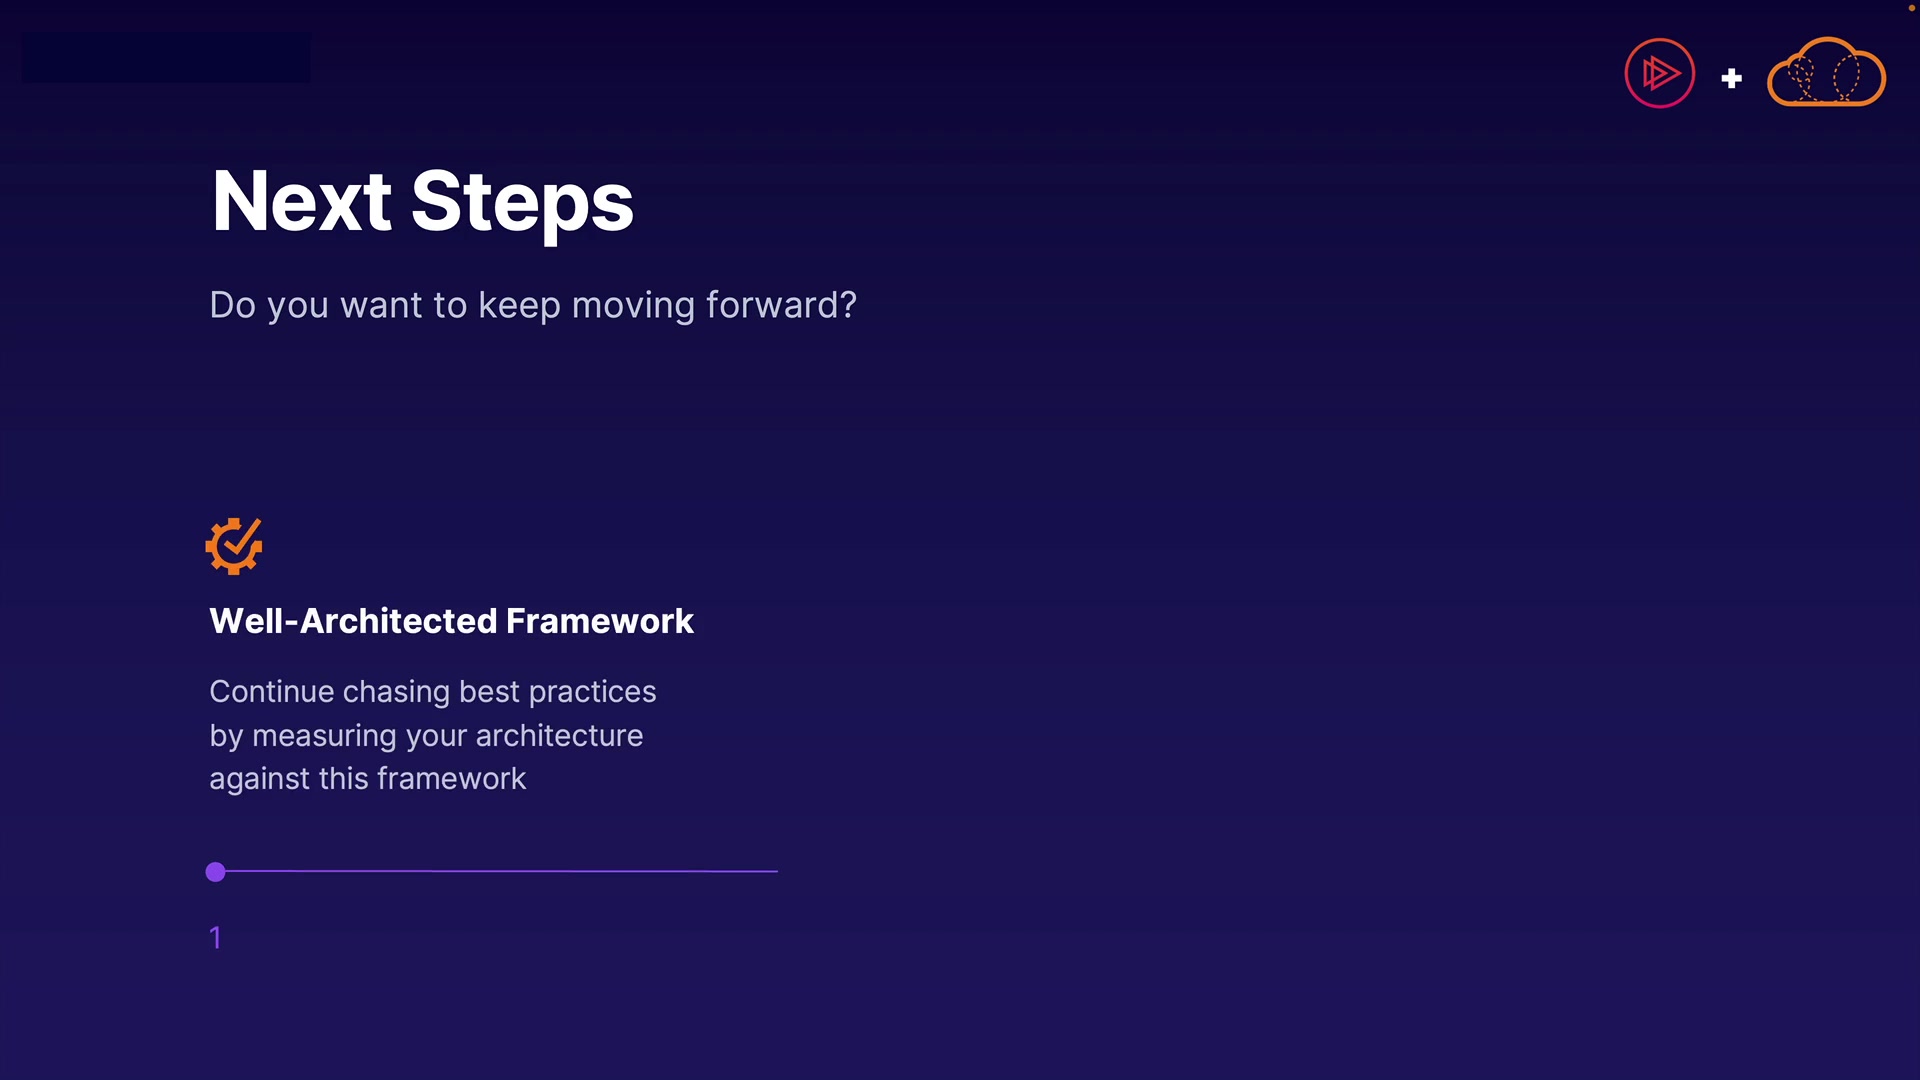 Next Steps
Do you want to keep moving forward?
Well-Architected Framework
Continue chasing best practices
by measuring your architecture
against this framework
1